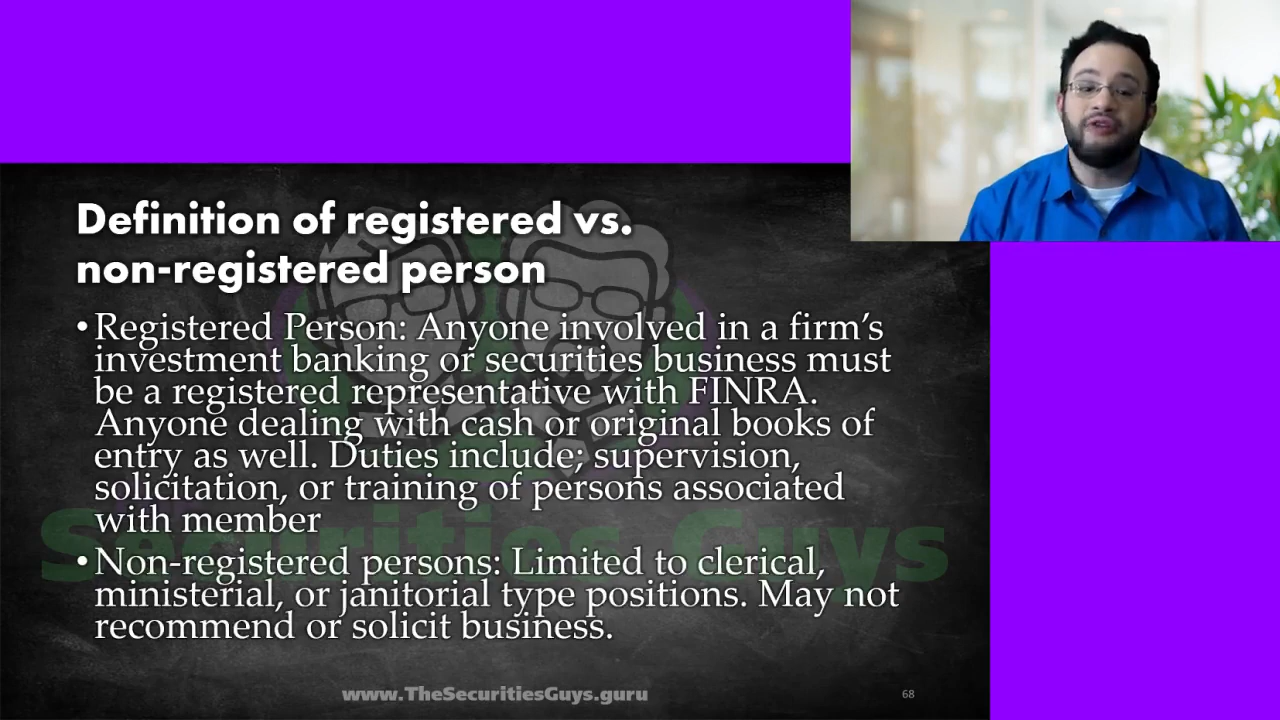 Definition of registered vs.
non-registered person
• Registered Person: Anyone involved in a firm’s
investment banking or securities business must
be a registered representative with FINRA.
Anyone dealing with cash or original books of
entry as well. Duties include; supervision,
solicitation, or training of persons associated
with member
• Non-registered persons: Limited to clerical,
ministerial, or janitorial type positions. May not
recommend or solicit business.
Securities Guys
www.TheSecuritiesGuys.guru
68